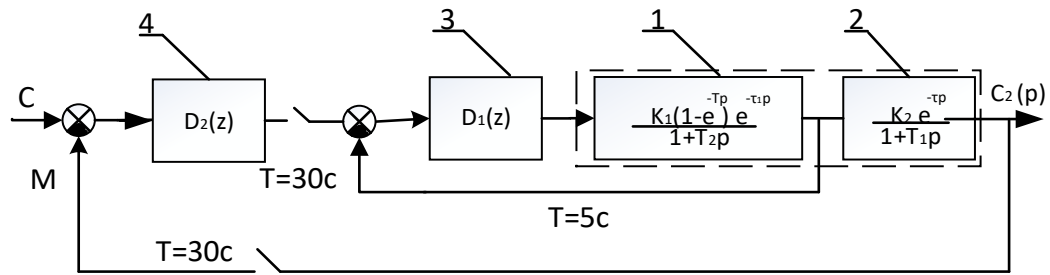 4
3
1
2
C
D₂(z)
D₁(z)
K₁(1-e⁻ᵀᵖ) e^-τ₁p
1+T₂p
K₂ e^-τp
1+T₁p
C₂(p)
M
T=30c
T=5c
T=30c